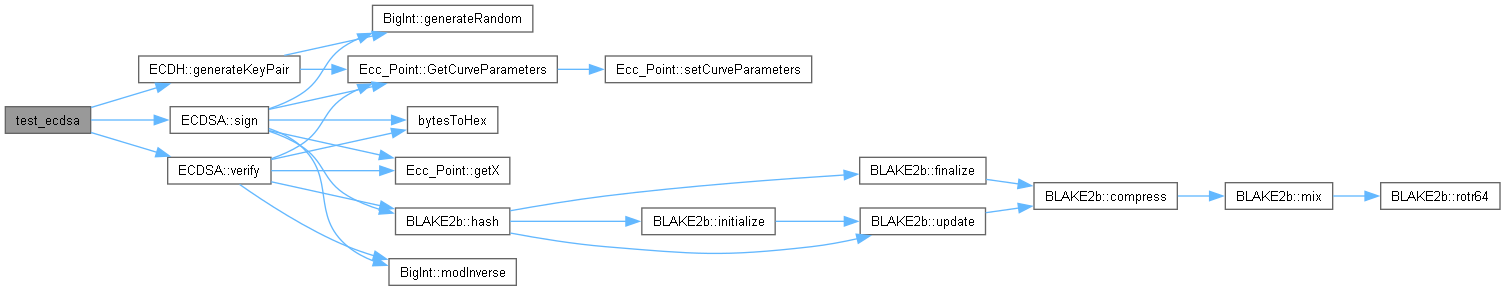 test_ecdsa
ECDH::generateKeyPair
ECDSA::sign
ECDSA::verify
BigInt::generateRandom
Ecc_Point::GetCurveParameters
bytesToHex
Ecc_Point::getX
BLAKE2b::hash
BigInt::modInverse
Ecc_Point::setCurveParameters
BLAKE2b::initialize
BLAKE2b::finalize
BLAKE2b::update
BLAKE2b::compress
BLAKE2b::mix
BLAKE2b::rotr64